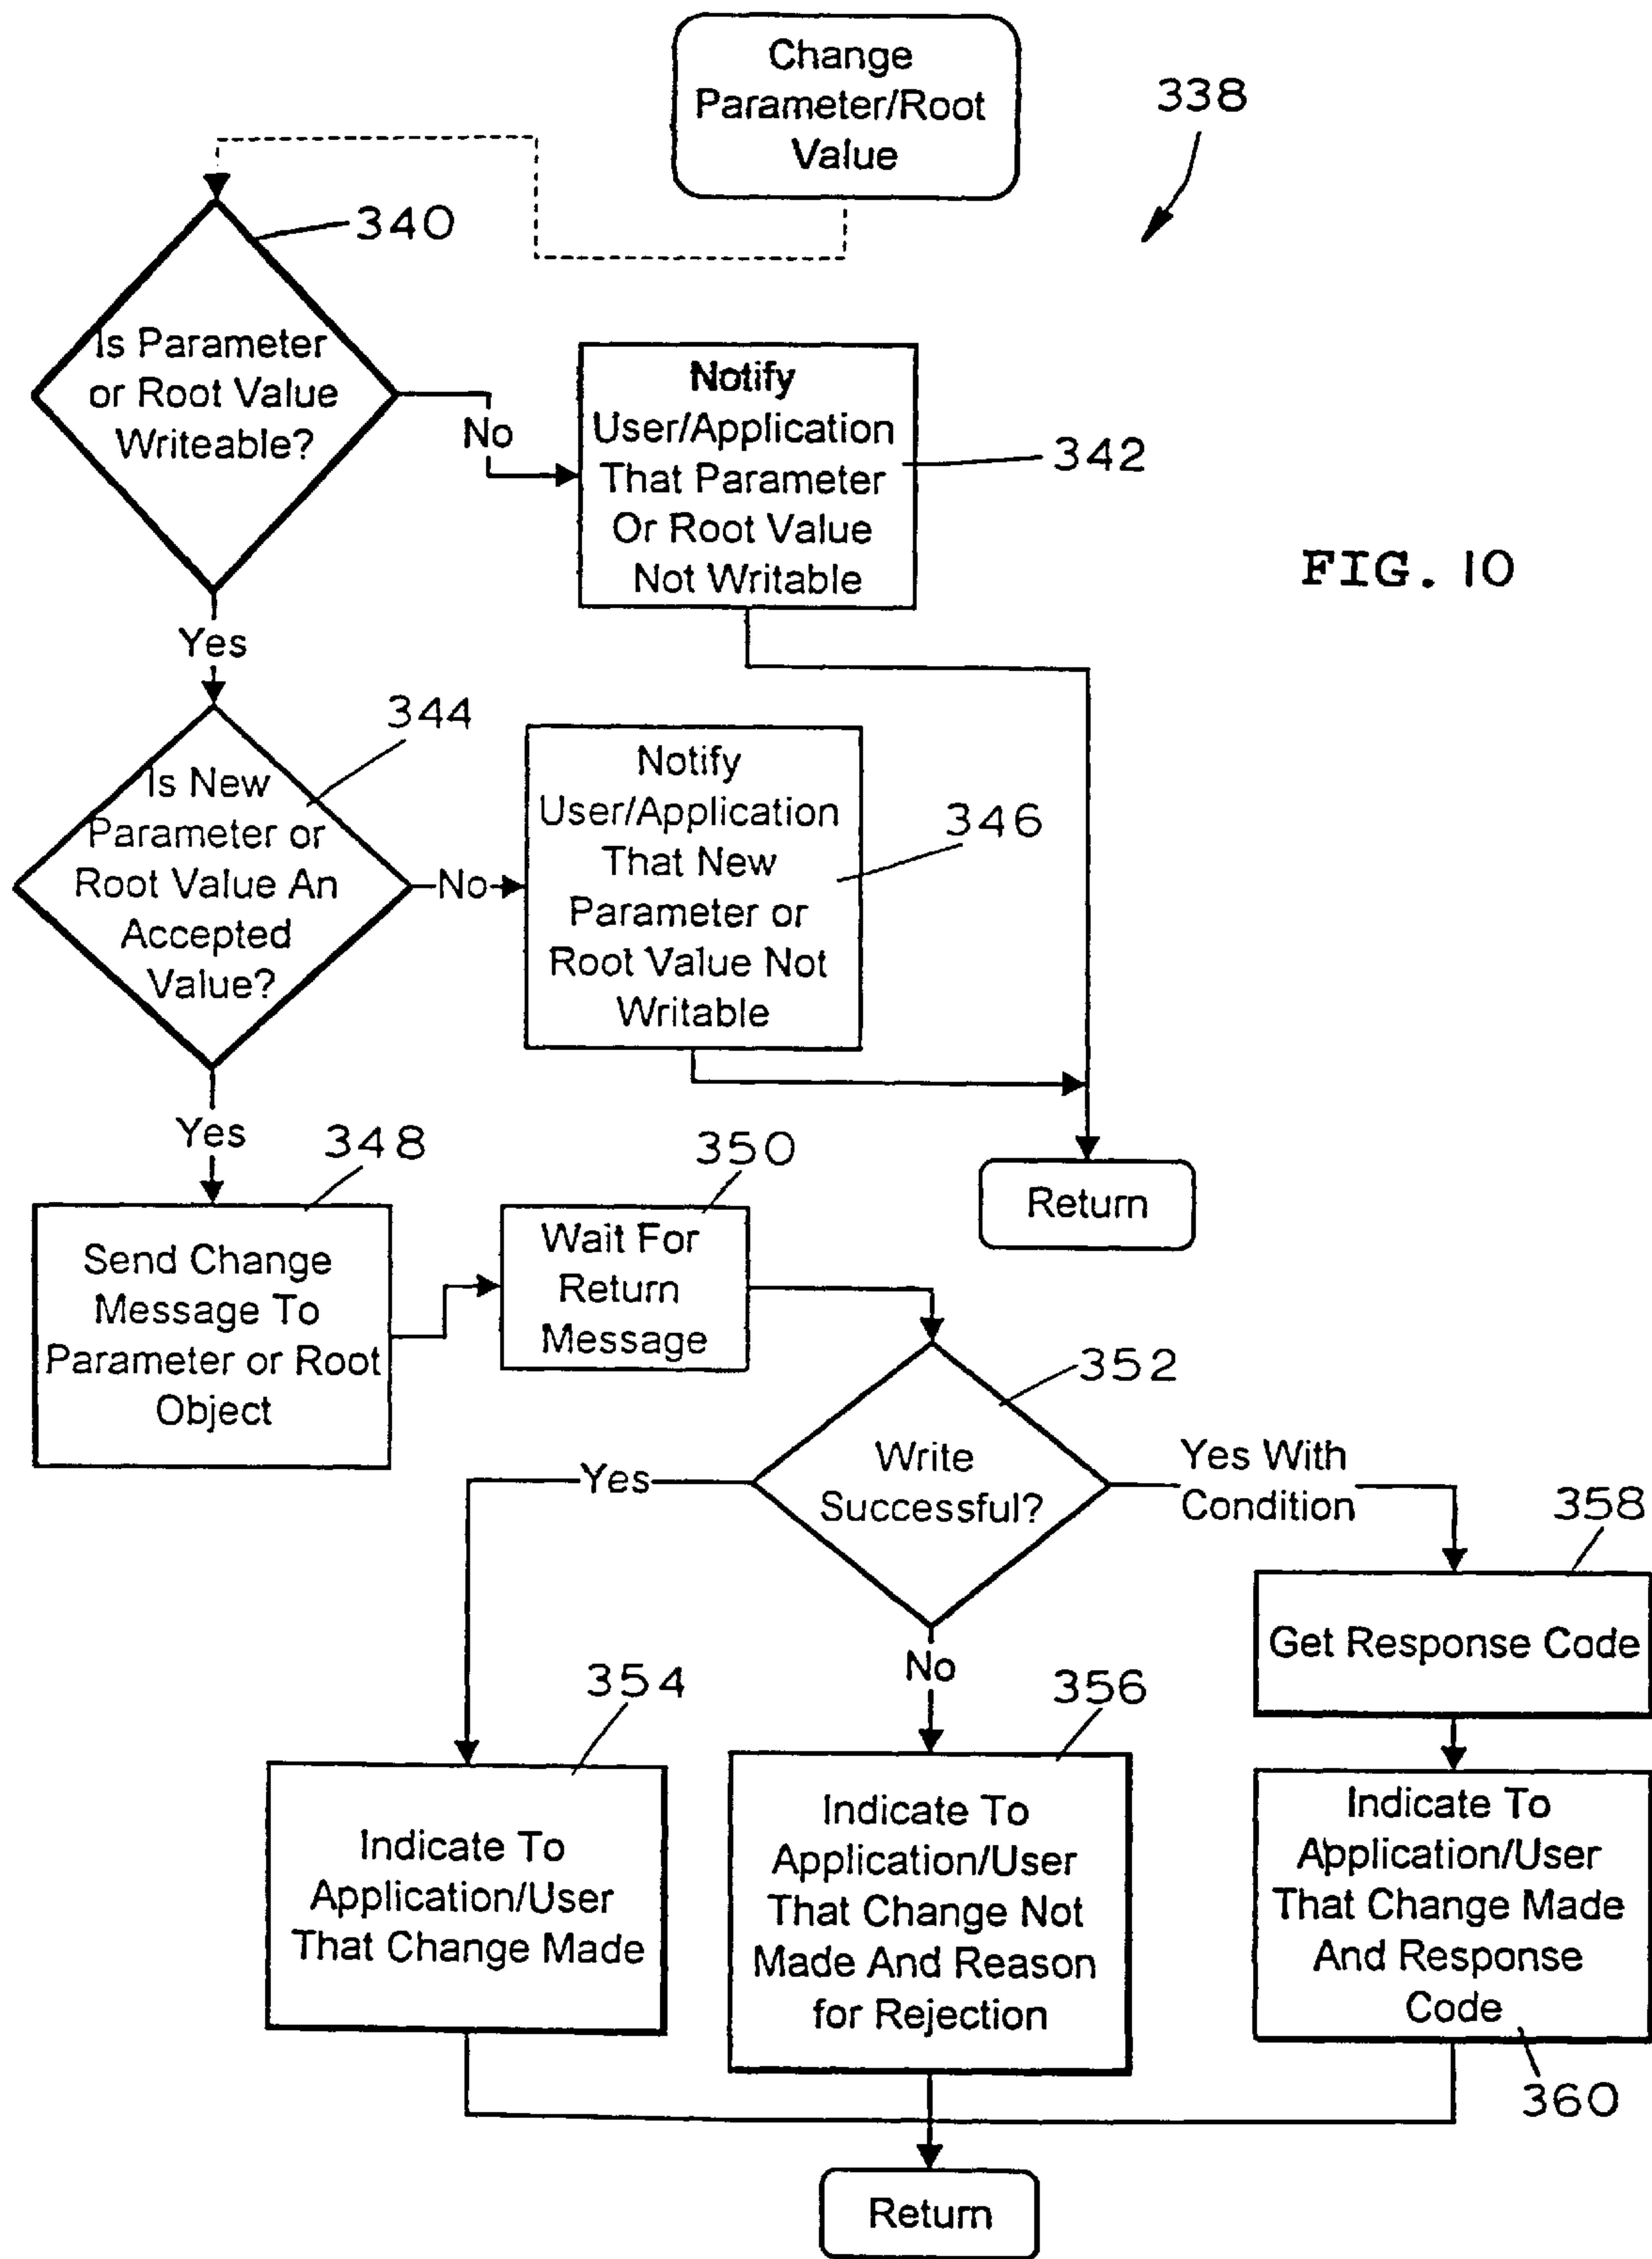 Change
Parameter/Root
Value
338
340
Is Parameter
or Root Value
Writeable?
No
Notify
User/Application
That Parameter
Or Root Value
Not Writable
342
FIG. 10
Yes
344
Is New
Parameter or
Root Value An
Accepted
Value?
No
Notify
User/Application
That New
Parameter or
Root Value Not
Writable
346
Return
Yes
348
Send Change
Message To
Parameter or Root
Object
350
Wait For
Return
Message
352
Write
Successful?
Yes
Yes With
Condition
No
358
Get Response Code
354
Indicate To
Application/User
That Change Made
356
Indicate To
Application/User
That Change Not
Made And Reason
for Rejection
Indicate To
Application/User
That Change Made
And Response
Code
360
Return